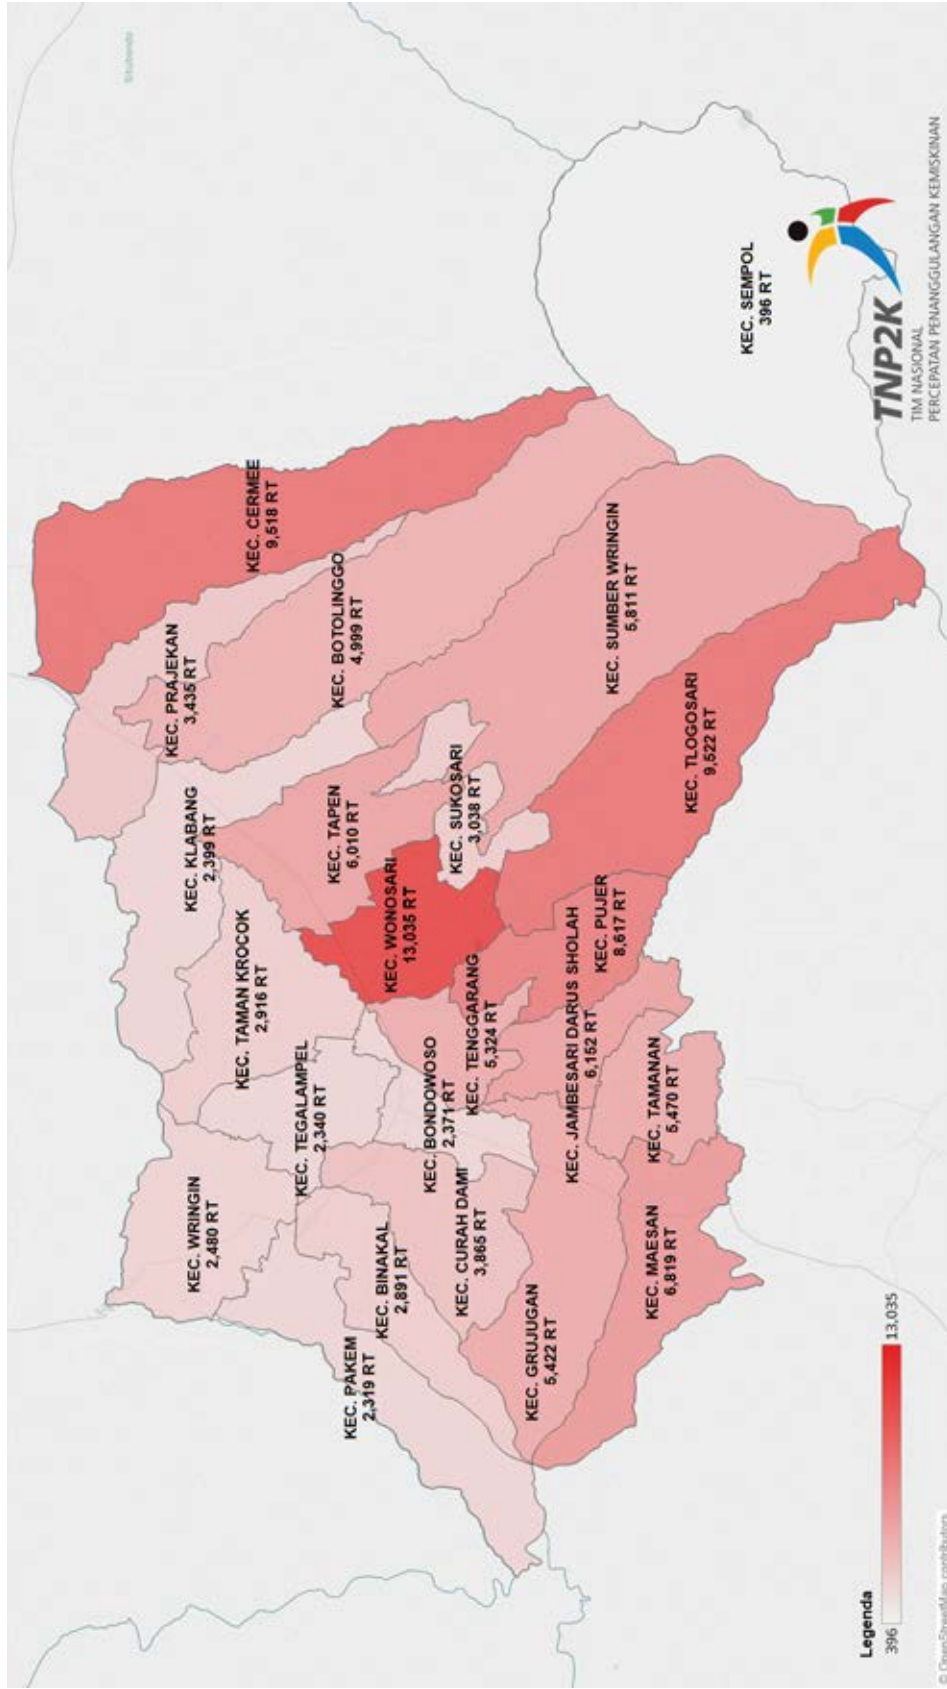 Situbondo
KEC. CERMEE
9,518 RT
KEC. PRAJEKAN
3,435 RT
KEC. BOTOLINGGO
4,999 RT
KEC. KLABANG
2,399 RT
KEC. TAPEN
6,010 RT
KEC. SUMBER WRINGIN
5,811 RT
KEC. SEMPOL
396 RT
KEC. SUKOSARI
3,038 RT
KEC. WONOSARI
13,035 RT
KEC. TLOGOSARI
9,522 RT
KEC. TAMAN KROCOK
2,916 RT
KEC. PUJER
8,617 RT
KEC. TENGGARANG
5,324 RT
KEC. JAMBESARI DARUS SHOLAH
6,152 RT
KEC. TEGALAMPEL
2,340 RT
KEC. BONDOWOSO
2,371 RT
KEC. TAMANAN
5,470 RT
KEC. WRINGIN
2,480 RT
KEC. BINAKAL
2,891 RT
KEC. CURAH DAMI
3,865 RT
KEC. MAESAN
6,819 RT
KEC. PAKEM
2,319 RT
KEC. GRUJUGAN
5,422 RT
Legenda
396 13,035
© OpenStreetMap contributors
TNP2K
TIM NASIONAL
PERCEPATAN PENANGGULANGAN KEMISKINAN